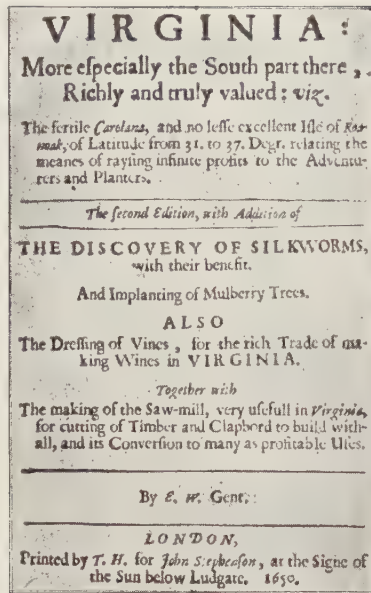 VIRGINIA:
More eſpecially the South part there,
Richly and truly valued: viz.
The fertile Carolana, and no leſſe excellent Iſle of Roa-
noak, of Latitude from 31. to 37. Degr. relating the
meanes of rayſing infinite profits to the Adventu-
rers and Planters.
The ſecond Edition, with Addition of
THE DISCOVERY OF SILKWORMS,
with their benefit.
And Implanting of Mulberry Trees.
ALSO
The Dreſſing of Vines, for the rich Trade of ma-
king Wines in VIRGINIA.
Together with
The making of the Saw-mill, very uſefull in Virginia,
for cutting of Timber and Clapbord to build with-
all, and its Converſion to many as profitable Uſes.
By E. W. Gent.
LONDON,
Printed by T. H. for John Stephenſon, at the Signe of
the Sun below Ludgate. 1650.